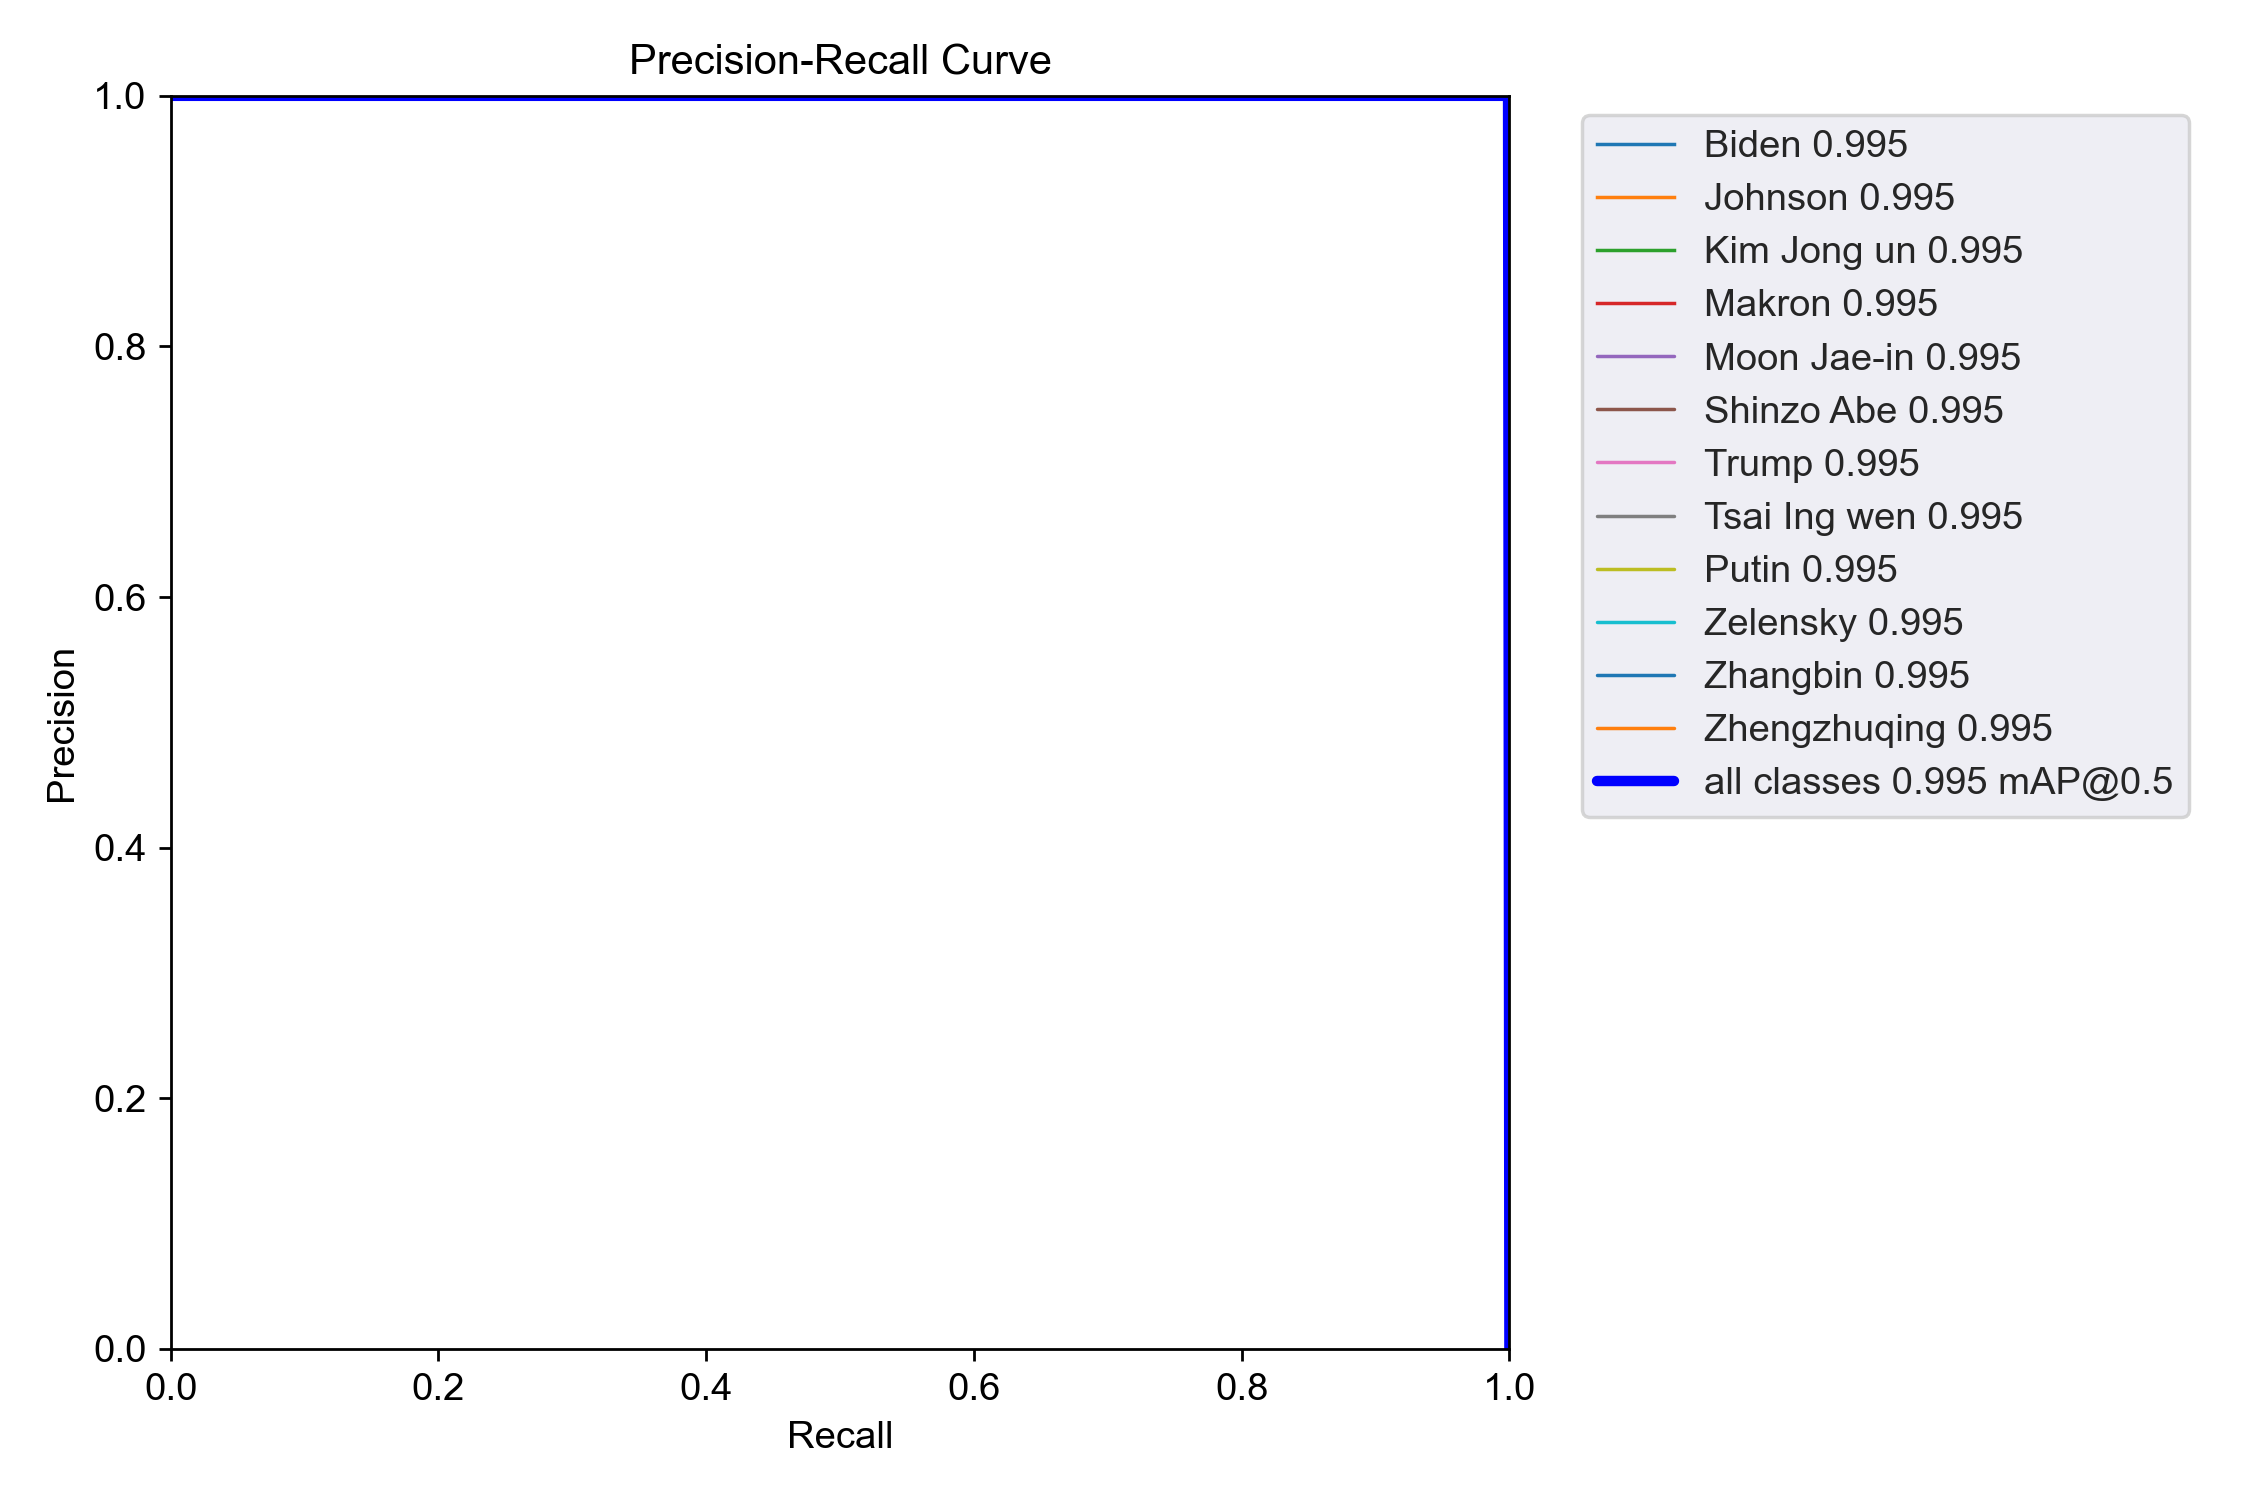 Precision-Recall Curve
1.0
0.8
0.6
0.4
0.2
0.0
Precision
0.0 0.2 0.4 0.6 0.8 1.0
Recall
Biden 0.995
Johnson 0.995
Kim Jong un 0.995
Makron 0.995
Moon Jae-in 0.995
Shinzo Abe 0.995
Trump 0.995
Tsai Ing wen 0.995
Putin 0.995
Zelensky 0.995
Zhangbin 0.995
Zhengzhuqing 0.995
all classes 0.995 mAP@0.5